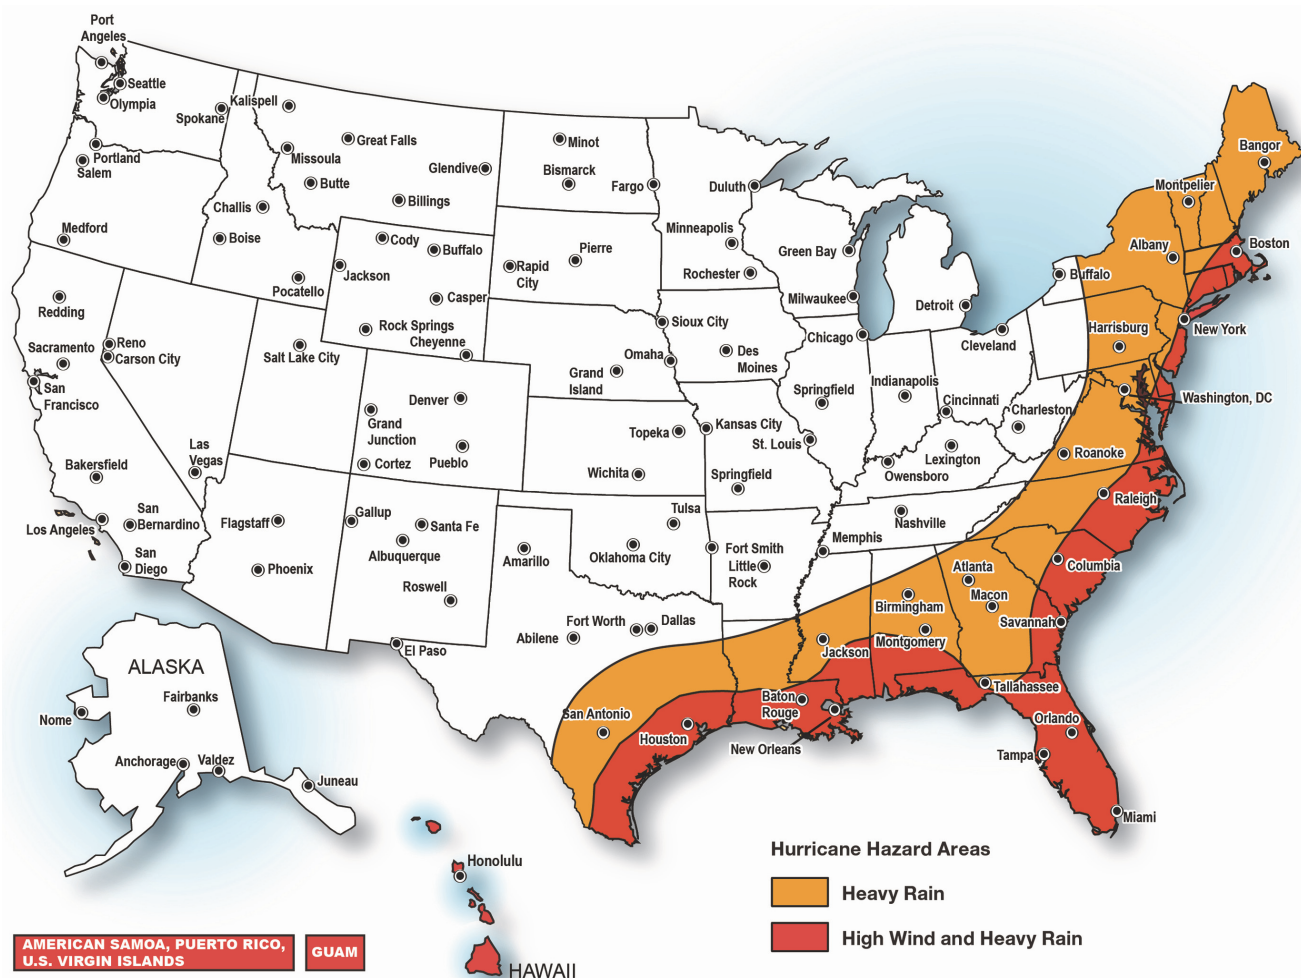 Port
Angeles
Seattle
Olympia
Spokane
Kalispell
Great Falls
Missoula
Glendive
Minot
Bismarck
Fargo
Duluth
Portland
Salem
Butte
Billings
Challis
Boise
Medford
Cody
Buffalo
Jackson
Pocatello
Casper
Rapid
City
Pierre
Minneapolis
Rochester
Green Bay
Milwaukee
Detroit
Buffalo
Albany
Montpelier
Bangor
Boston
Redding
Reno
Carson City
Sacramento
San
Francisco
Salt Lake City
Rock Springs
Cheyenne
Sioux City
Omaha
Grand
Island
Des
Moines
Chicago
Cleveland
Harrisburg
New York
Washington, DC
Denver
Grand
Junction
Cortez
Pueblo
Topeka
Wichita
Kansas City
St. Louis
Springfield
Springfield
Indianapolis
Cincinnati
Charleston
Lexington
Owensboro
Roanoke
Raleigh
Las
Vegas
Bakersfield
Los Angeles
San
Bernardino
San
Diego
Flagstaff
Phoenix
Gallup
Santa Fe
Albuquerque
Roswell
Amarillo
Tulsa
Oklahoma City
Fort Smith
Little
Rock
Memphis
Nashville
Atlanta
Macon
Columbia
Savannah
Birmingham
Montgomery
Jackson
El Paso
Abilene
Fort Worth
Dallas
San Antonio
Houston
Baton
Rouge
New Orleans
Tallahassee
Orlando
Tampa
Miami
ALASKA
Fairbanks
Nome
Anchorage
Valdez
Juneau
Honolulu
HAWAII
AMERICAN SAMOA, PUERTO RICO,
U.S. VIRGIN ISLANDS
GUAM
Hurricane Hazard Areas
Heavy Rain
High Wind and Heavy Rain